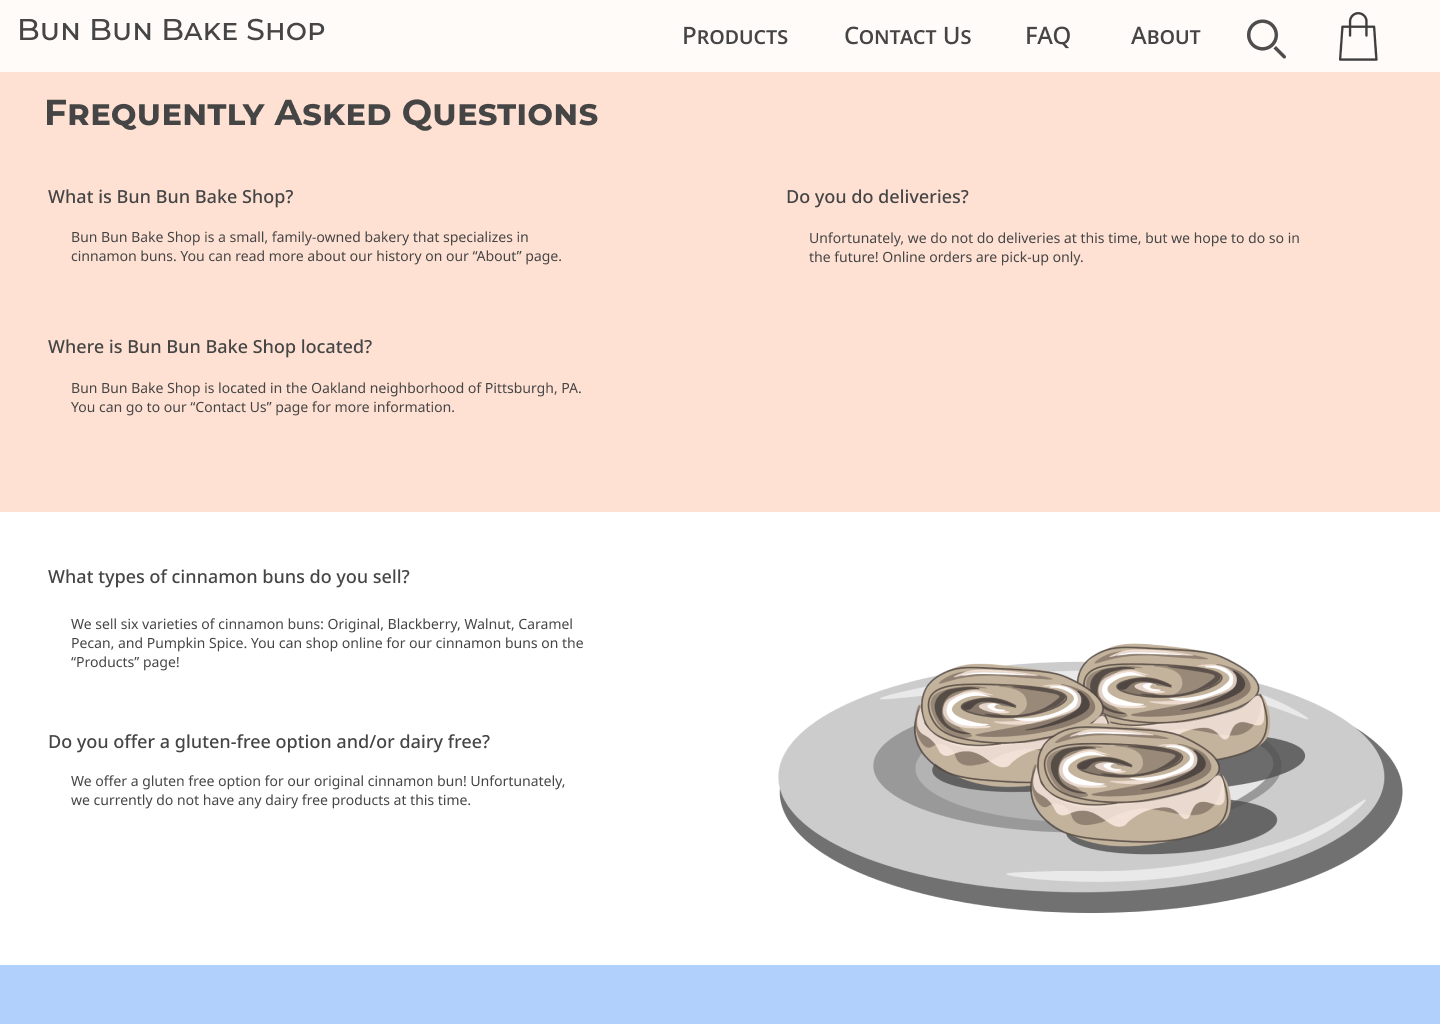 Bun Bun Bake Shop
Products
Contact Us
FAQ
About
Frequently Asked Questions
What is Bun Bun Bake Shop?
Bun Bun Bake Shop is a small, family-owned bakery that specializes in
cinnamon buns. You can read more about our history on our “About” page.
Where is Bun Bun Bake Shop located?
Bun Bun Bake Shop is located in the Oakland neighborhood of Pittsburgh, PA.
You can go to our “Contact Us” page for more information.
Do you do deliveries?
Unfortunately, we do not do deliveries at this time, but we hope to do so in
the future! Online orders are pick-up only.
What types of cinnamon buns do you sell?
We sell six varieties of cinnamon buns: Original, Blackberry, Walnut, Caramel
Pecan, and Pumpkin Spice. You can shop online for our cinnamon buns on the
“Products” page!
Do you offer a gluten-free option and/or dairy free?
We offer a gluten free option for our original cinnamon bun! Unfortunately,
we currently do not have any dairy free products at this time.